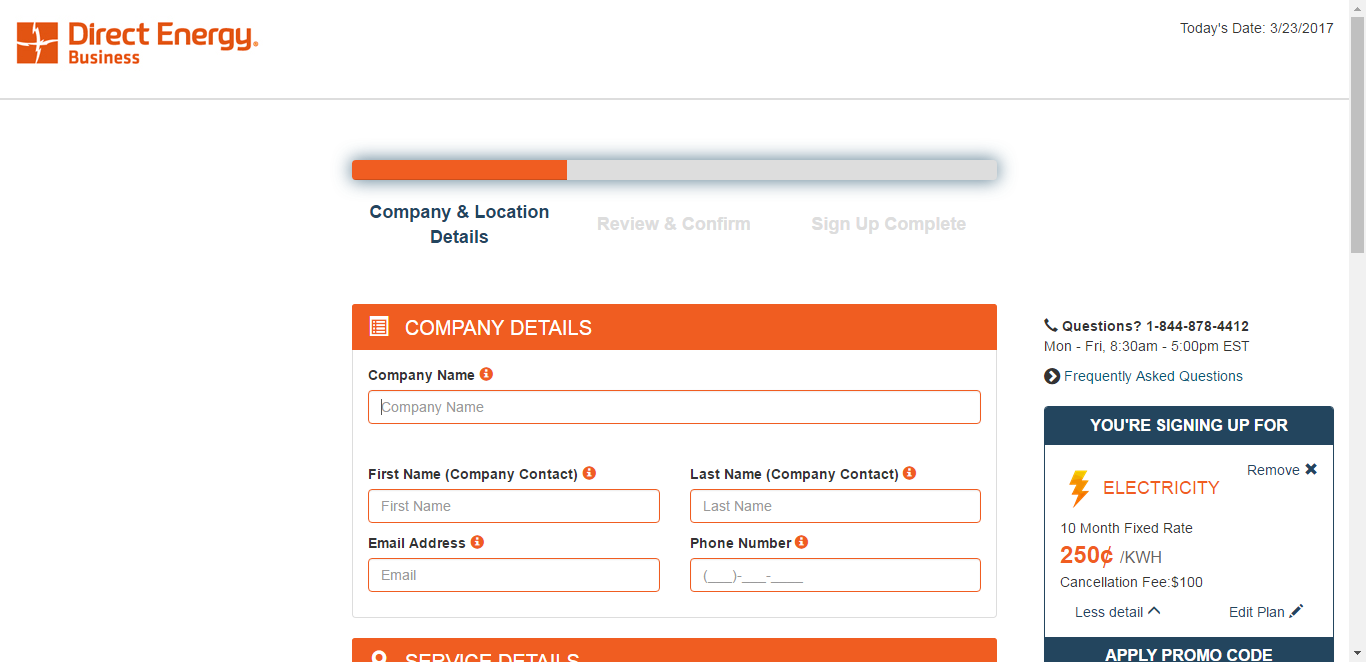 Direct Energy®
Business
Today's Date: 3/23/2017
Company & Location
Details
Review & Confirm
Sign Up Complete
COMPANY DETAILS
Company Name
Company Name
First Name (Company Contact)
Last Name (Company Contact)
First Name
Last Name
Email Address
Phone Number
Email
(___)-___-____
SERVICE DETAILS
Questions? 1-844-878-4412
Mon - Fri, 8:30am - 5:00pm EST
Frequently Asked Questions
YOU'RE SIGNING UP FOR
Remove
ELECTRICITY
10 Month Fixed Rate
250¢ /KWH
Cancellation Fee:$100
Less detail
Edit Plan
APPLY PROMO CODE